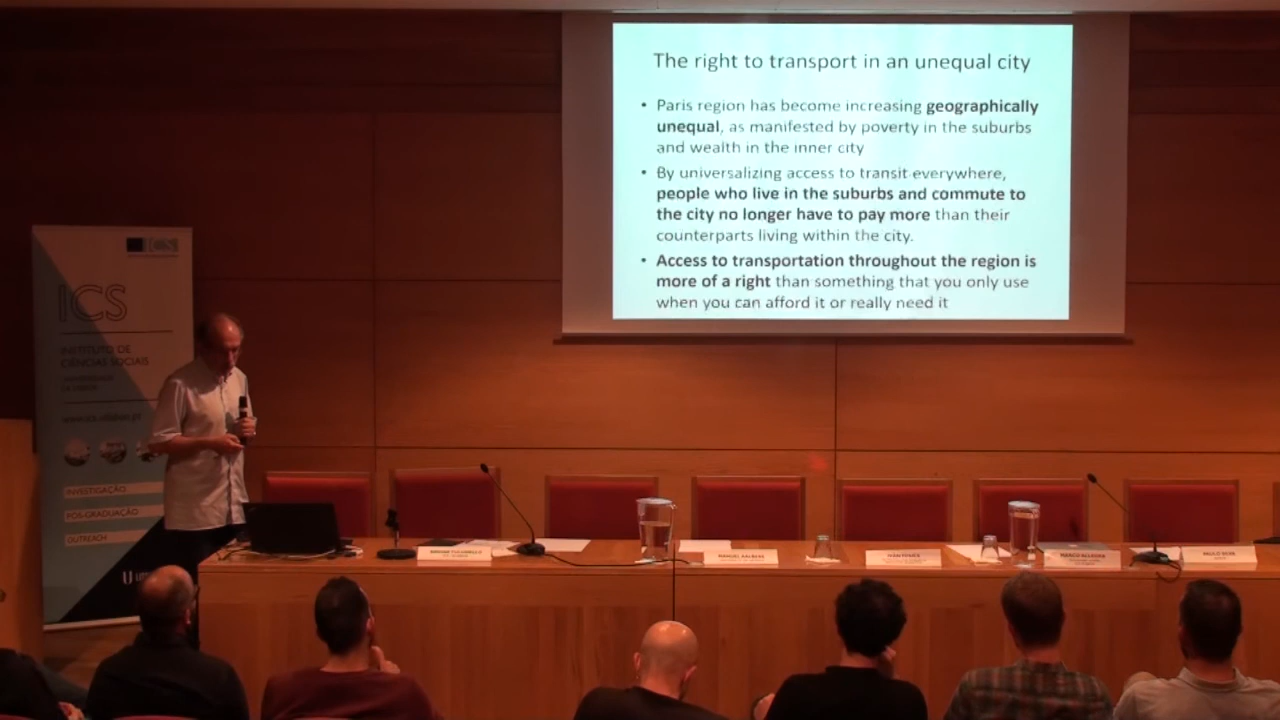 The right to transport in an unequal city
• Paris region has become increasing geographically
unequal, as manifested by poverty in the suburbs
and wealth in the inner city
• By universalizing access to transit everywhere,
people who live in the suburbs and commute to
the city no longer have to pay more than their
counterparts living within the city.
• Access to transportation throughout the region is
more of a right than something that you only use
when you can afford it or really need it
ICS
INSTITUTO DE
CIÊNCIAS SOCIAIS
INVESTIGAÇÃO
PÓS-GRADUAÇÃO
OUTREACH